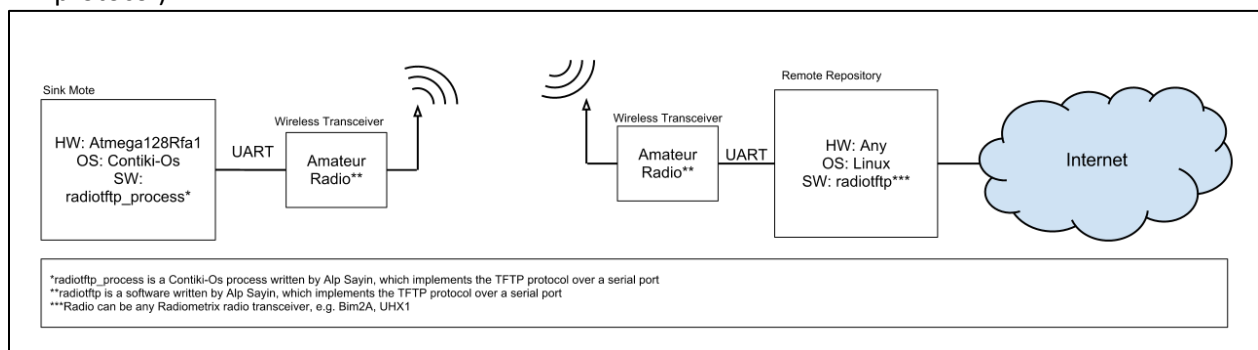 Sink Mote
HW: Atmega128Rfa1
OS: Contiki-Os
SW:
radiotftp_process*
UART
Wireless Transceiver
Amateur
Radio**
Wireless Transceiver
Amateur
Radio**
UART
Remote Repository
HW: Any
OS: Linux
SW: radiotftp***
Internet
*radiotftp_process is a Contiki-Os process written by Alp Sayin, which implements the TFTP protocol over a serial port
**radiotftp is a software written by Alp Sayin, which implements the TFTP protocol over a serial port
***Radio can be any Radiometrix radio transceiver, e.g. Bim2A, UHX1